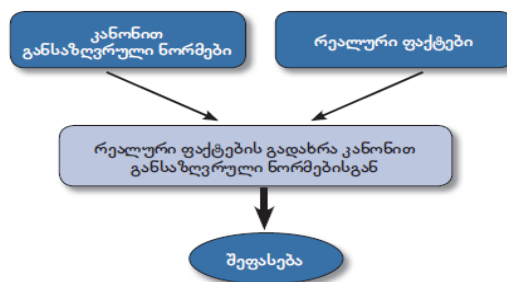 კანონით
განსაზღვრული ნორმები
რეალური ფაქტები
რეალური ფაქტების გადახრა კანონით
განსაზღვრული ნორმებისგან
შეფასება